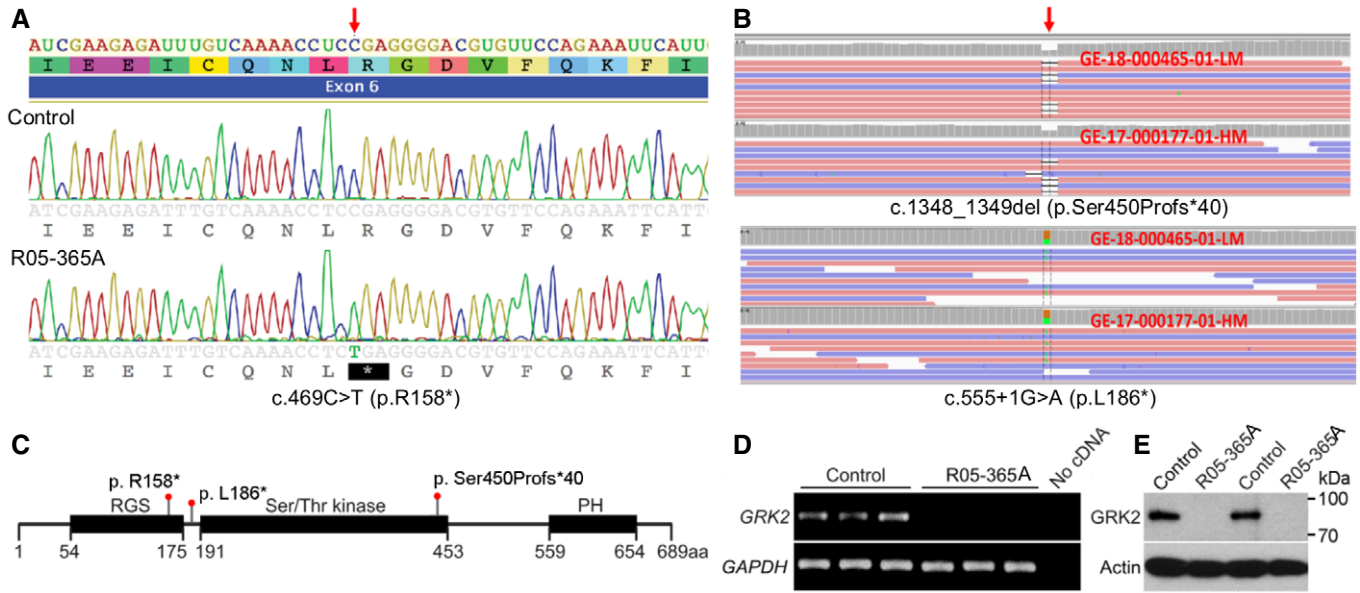 A
AUCGAAGAGAUUUGUCAAAACCUCCGAGGGGACGUGUUCCAGAAAUUCAUU
I E E I C Q N L R G D V F Q K F I
Exon 6
Control
ATCGAAGAGATTTGTCAAAACCTCCGAGGGGACGTGTTCCAGAAATTCATT
I E E I C Q N L R G D V F Q K F I
R05-365A
ATCGAAGAGATTTGTCAAAACCTCTGAGGGGACGTGTTCCAGAAATTCATT
I E E I C Q N L * G D V F Q K F I
c.469C>T (p.R158*)
B
GE-18-000465-01-LM
GE-17-000177-01-HM
c.1348_1349del (p.Ser450Profs*40)
GE-18-000465-01-LM
GE-17-000177-01-HM
c.555+1G>A (p.L186*)
C
p. R158*
p. L186*
p. Ser450Profs*40
RGS
Ser/Thr kinase
PH
1 54 175 191 453 559 654 689aa
D
Control R05-365A No cDNA
GRK2
GAPDH
E
Control R05-365A Control R05-365A kDa
GRK2
100
70
Actin